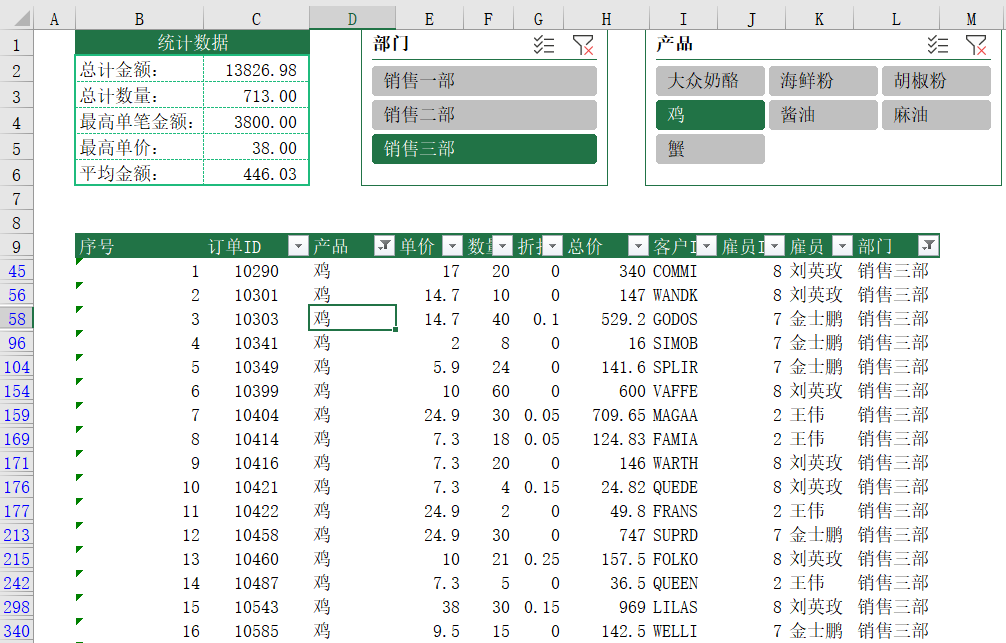 A B C D E F G H I J K L M
1 统计数据 部门 产品
2 总计金额: 13826.98 销售一部 大众奶酪 海鲜粉 胡椒粉
3 总计数量: 713.00
4 最高单笔金额: 3800.00 销售二部 鸡 酱油 麻油
5 最高单价: 38.00 销售三部 蟹
6 平均金额: 446.03
7
8
9 序号 订单ID 产品 单价 数量 折扌 总价 客户I 雇员I 雇员 部门
45 1 10290 鸡 17 20 0 340 COMMI 8 刘英玫 销售三部
56 2 10301 鸡 14.7 10 0 147 WANDK 8 刘英玫 销售三部
58 3 10303 鸡 14.7 40 0.1 529.2 GODOS 7 金士鹏 销售三部
96 4 10341 鸡 2 8 0 16 SIMOB 7 金士鹏 销售三部
104 5 10349 鸡 5.9 24 0 141.6 SPLIR 7 金士鹏 销售三部
154 6 10399 鸡 10 60 0 600 VAFFE 8 刘英玫 销售三部
159 7 10404 鸡 24.9 30 0.05 709.65 MAGAA 2 王伟 销售三部
169 8 10414 鸡 7.3 18 0.05 124.83 FAMIA 2 王伟 销售三部
171 9 10416 鸡 7.3 20 0 146 WARTH 8 刘英玫 销售三部
176 10 10421 鸡 7.3 4 0.15 24.82 QUEDE 8 刘英玫 销售三部
177 11 10422 鸡 24.9 2 0 49.8 FRANS 2 王伟 销售三部
213 12 10458 鸡 24.9 30 0 747 SUPRD 7 金士鹏 销售三部
215 13 10460 鸡 10 21 0.25 157.5 FOLKO 8 刘英玫 销售三部
242 14 10487 鸡 7.3 5 0 36.5 QUEEN 2 王伟 销售三部
298 15 10543 鸡 38 30 0.15 969 LILAS 8 刘英玫 销售三部
340 16 10585 鸡 9.5 15 0 142.5 WELLI 7 金士鹏 销售三部